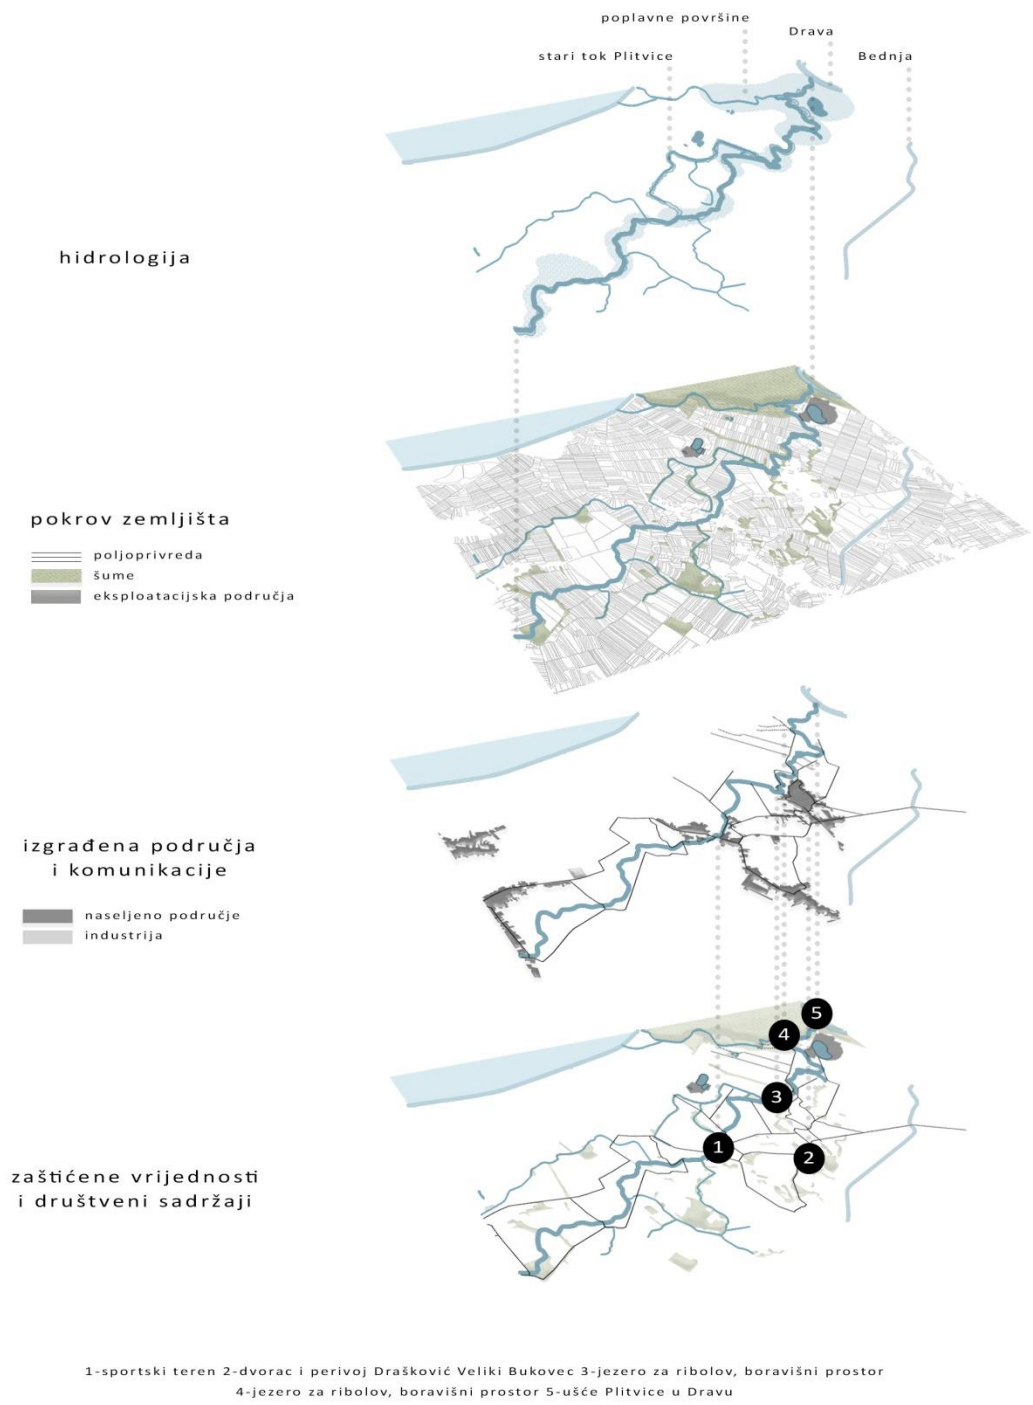 poplavne površine
Drava
stari tok Plitvice
Bednja
hidrologija
pokrov zemljišta
poljoprivreda
šume
eksploatacijska područja
izgrađena područja
i komunikacije
naseljeno područje
industrija
5
4
3
1
2
zaštićene vrijednosti
i društveni sadržaji
1-sportski teren 2-dvorac i perivoj Drašković Veliki Bukovec 3-jezero za ribolov, boravišni prostor
4-jezero za ribolov, boravišni prostor 5-ušće Plitvice u Dravu